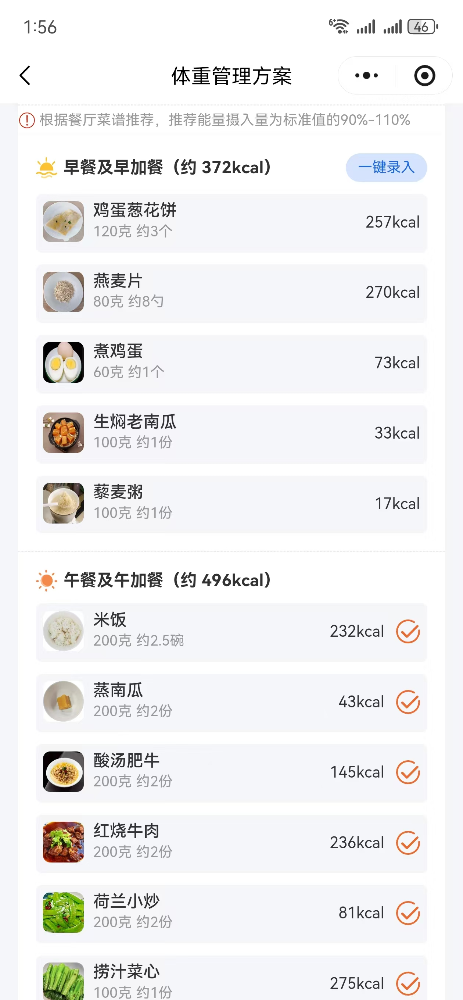 1:56
6+
46
体重管理方案
根据餐厅菜谱推荐，推荐能量摄入量为标准值的90%-110%
早餐及早加餐（约 372kcal）
一键录入
鸡蛋葱花饼
120克 约3个
257kcal
燕麦片
80克 约8勺
270kcal
煮鸡蛋
60克 约1个
73kcal
生焖老南瓜
100克 约1份
33kcal
藜麦粥
100克 约1份
17kcal
午餐及午加餐（约 496kcal）
米饭
200克 约2.5碗
232kcal
蒸南瓜
200克 约2份
43kcal
酸汤肥牛
200克 约2份
145kcal
红烧牛肉
200克 约2份
236kcal
荷兰小炒
200克 约2份
81kcal
捞汁菜心
100克 约1份
275kcal